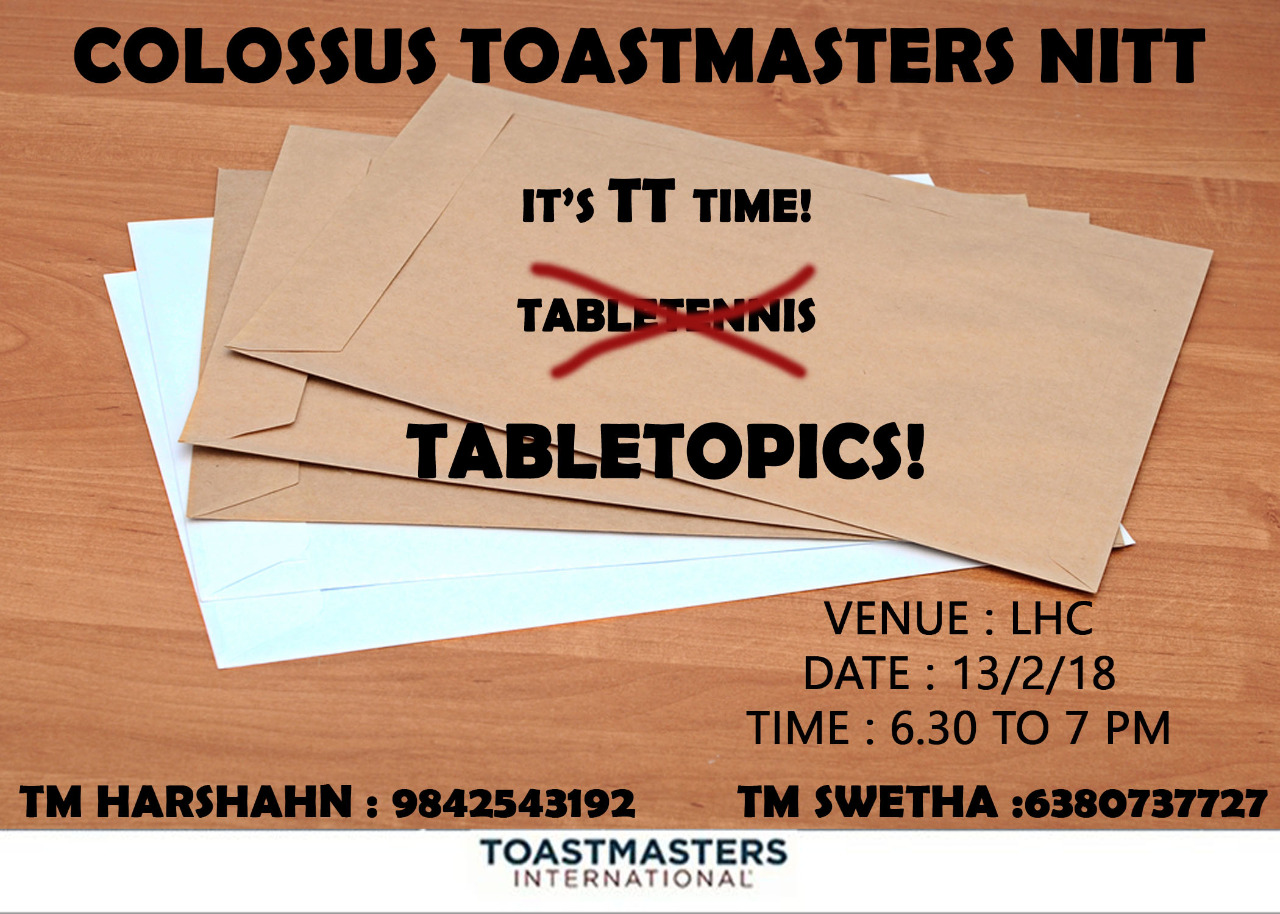 COLOSSUS TOASTMASTERS NITT
IT'S TT TIME!
TABLETENNIS
TABLETOPICS!
VENUE : LHC
DATE : 13/2/18
TIME : 6.30 TO 7 PM
TM HARSHAHN : 9842543192
TM SWETHA :6380737727
TOASTMASTERS
INTERNATIONAL